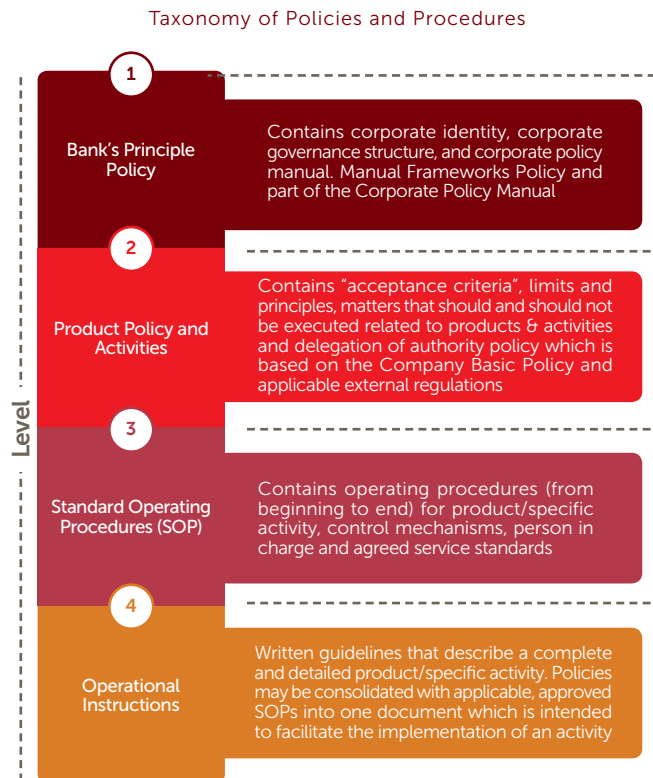 Taxonomy of Policies and Procedures
Level
1
Bank's Principle
Policy
Contains corporate identity, corporate
governance structure, and corporate policy
manual. Manual Frameworks Policy and
part of the Corporate Policy Manual
2
Product Policy and
Activities
Contains "acceptance criteria", limits and
principles, matters that should and should not
be executed related to products & activities
and delegation of authority policy which is
based on the Company Basic Policy and
applicable external regulations
3
Standard Operating
Procedures (SOP)
Contains operating procedures (from
beginning to end) for product/specific
activity, control mechanisms, person in
charge and agreed service standards
4
Operational
Instructions
Written guidelines that describe a complete
and detailed product/specific activity. Policies
may be consolidated with applicable, approved
SOPs into one document which is intended
to facilitate the implementation of an activity